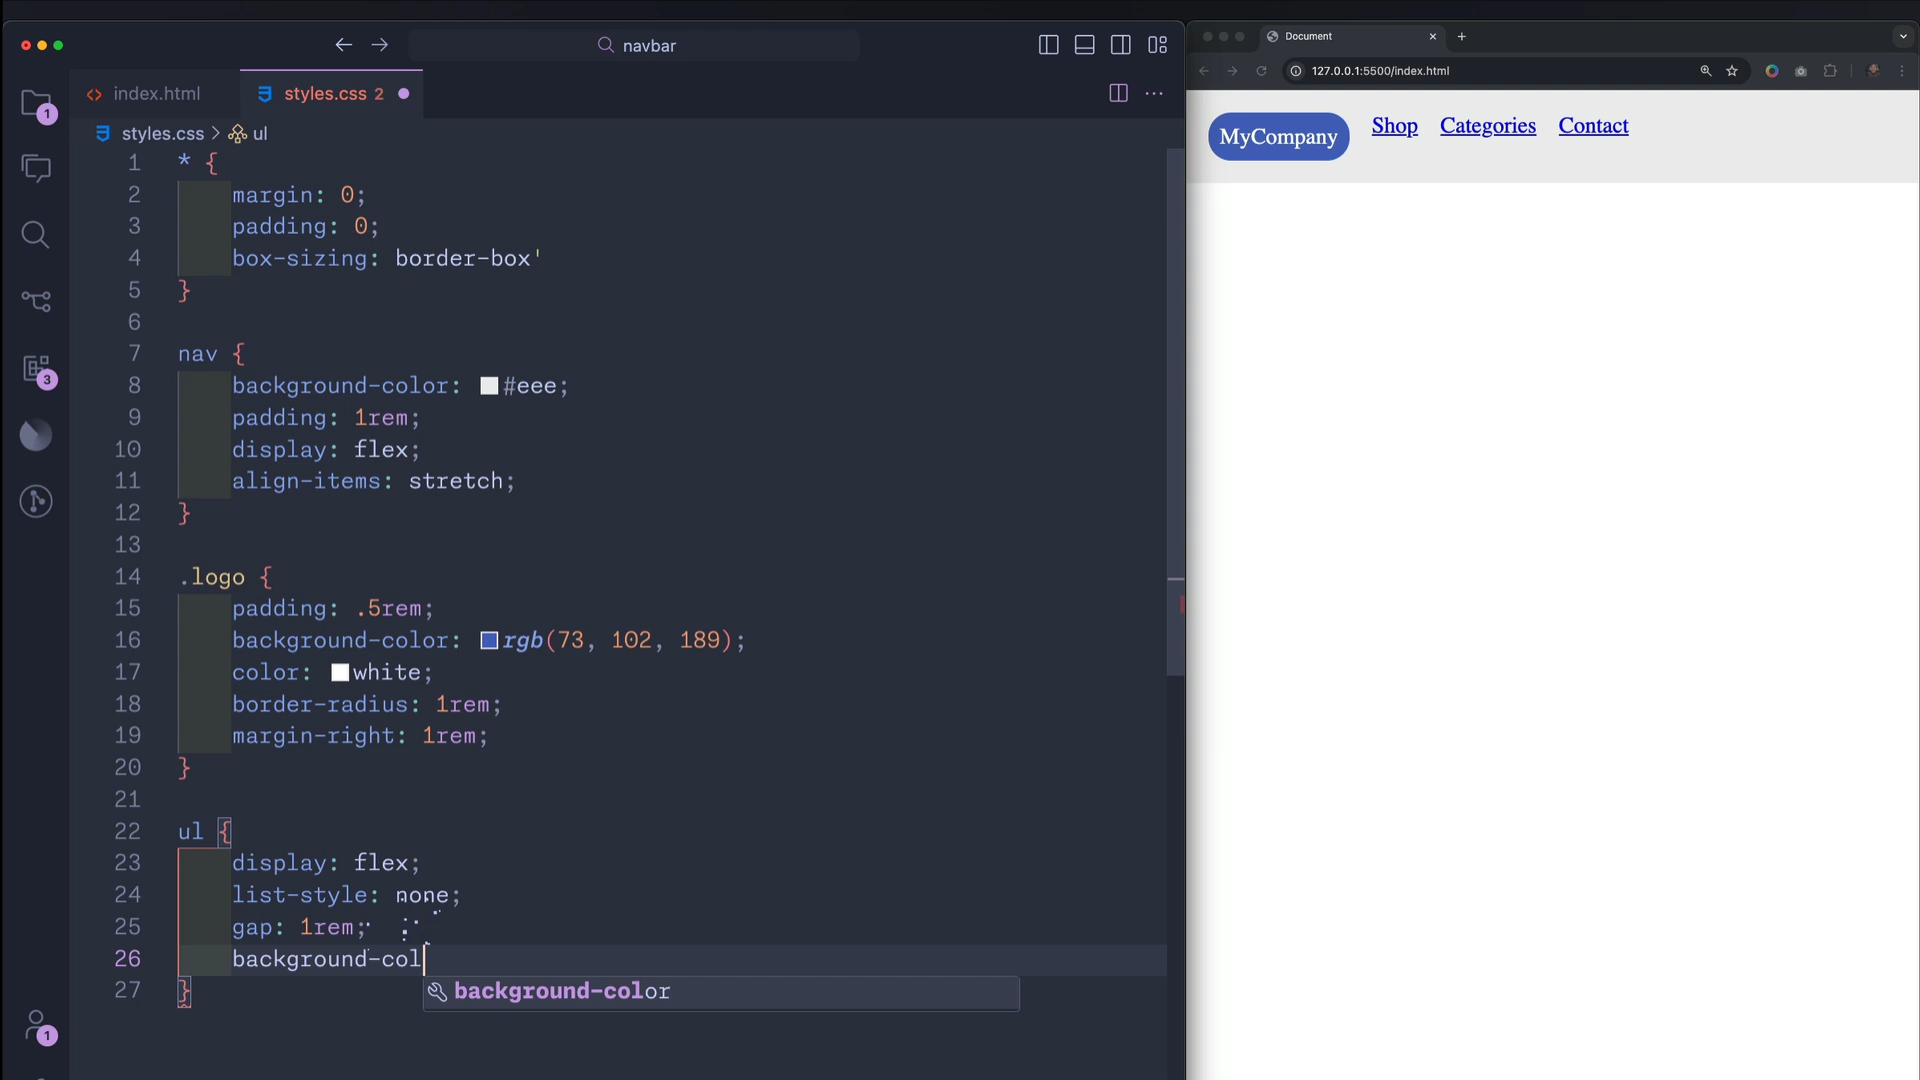 navbar
index.html
styles.css 2
styles.css > ul
1 * {
2 margin: 0;
3 padding: 0;
4 box-sizing: border-box'
5 }
6
7 nav {
8 background-color: #eee;
9 padding: 1rem;
10 display: flex;
11 align-items: stretch;
12 }
13
14 .logo {
15 padding: .5rem;
16 background-color: rgb(73, 102, 189);
17 color: white;
18 border-radius: 1rem;
19 margin-right: 1rem;
20 }
21
22 ul {
23 display: flex;
24 list-style: none;
25 gap: 1rem;
26 background-col
27 }
background-color
1
3
1
Document
127.0.0.1:5500/index.html
MyCompany Shop Categories Contact